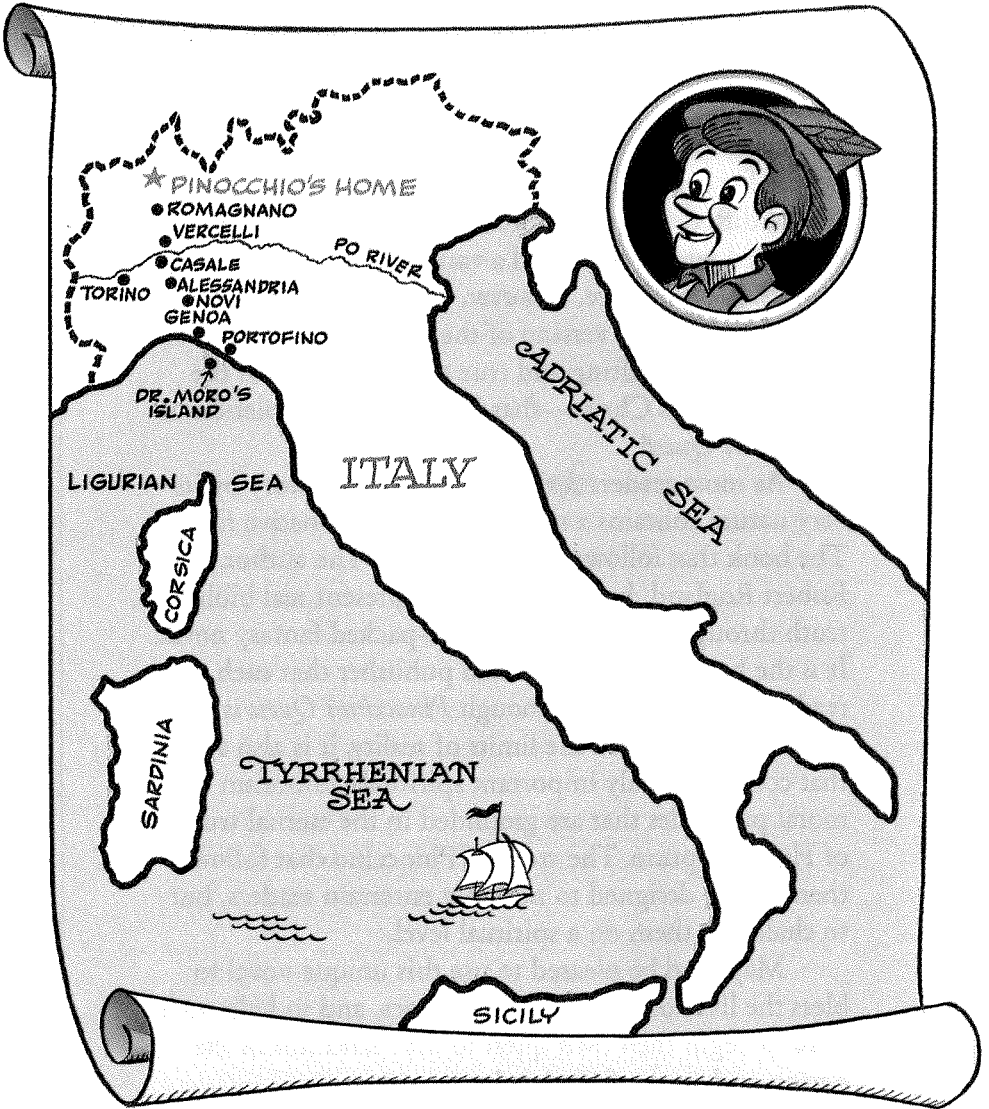 PINOCCHIO'S HOME
ROMAGNANO
VERCELLI
PO RIVER
CASALE
TORINO
ALESSANDRIA
NOVI
GENOA
PORTOFINO
DR. MORO'S
ISLAND
ADRIATIC SEA
ITALY
LIGURIAN SEA
CORSICA
SARDINIA
TYRRHENIAN
SEA
SICILY